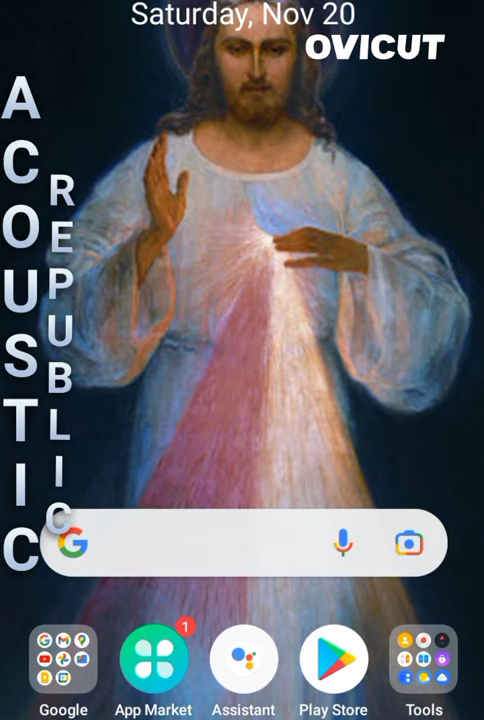 Saturday, Nov 20
OVICUT
ACOUSTIC
REPUBLIC
Google
App Market
1
Assistant
Play Store
Tools